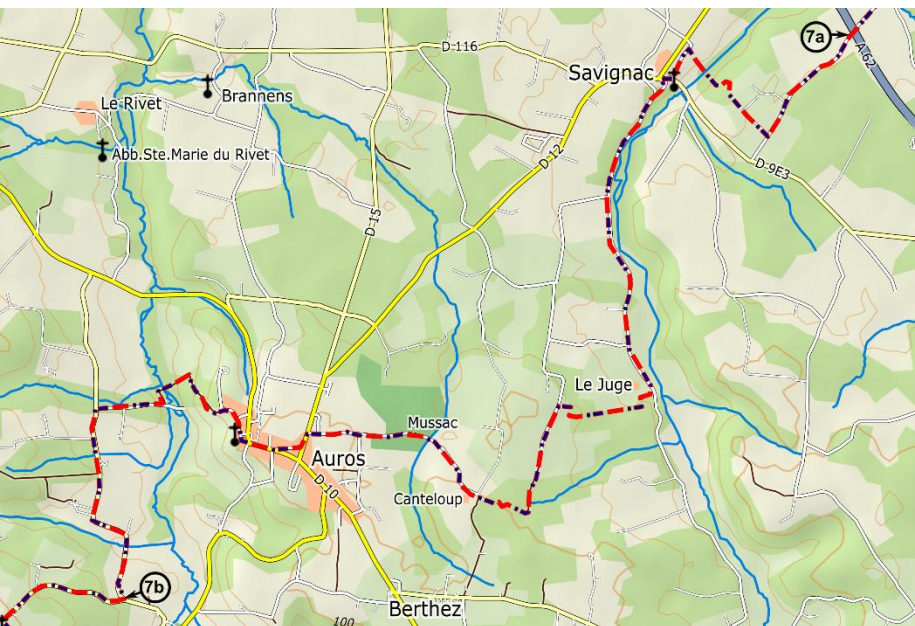 7a
A 62
D 116
Savignac
Brannens
Le Rivet
Abb.Ste.Marie du Rivet
D 12
D 9E3
D 15
Le Juge
Mussac
Auros
D 10
Canteloup
7b
Berthez
100